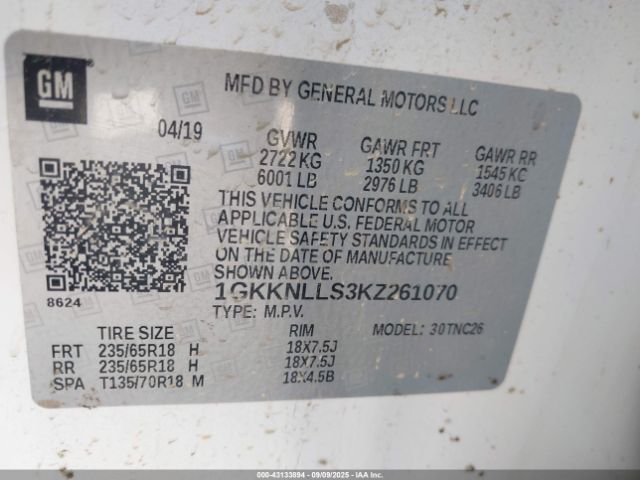 GM
MFD BY GENERAL MOTORS LLC
04/19
GVWR GAWR FRT GAWR RR
2722 KG 1350 KG 1545 KG
6001 LB 2976 LB 3406 LB
THIS VEHICLE CONFORMS TO ALL
APPLICABLE U.S. FEDERAL MOTOR
VEHICLE SAFETY STANDARDS IN EFFECT
ON THE DATE OF MANUFACTURE
SHOWN ABOVE.
8624
1GKKNLLS3KZ261070
TYPE: M.P.V.
TIRE SIZE RIM MODEL: 30TNC26
FRT 235/65R18 H 18X7.5J
RR 235/65R18 H 18X7.5J
SPA T135/70R18 M 18X4.5B
000-43133894 - 09/09/2025 - IAAI.COM